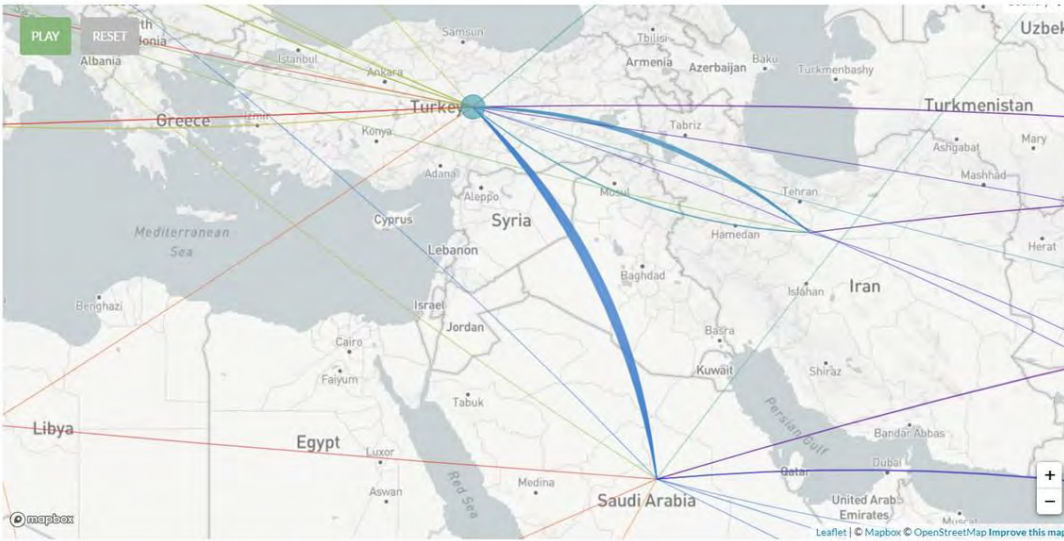 PLAY
RESET
Albania
Istanbul
Samsun
Tbilisi
Armenia
Azerbaijan
Baku
Turkmenbashy
Uzbek
Ankara
Turkey
Turkmenistan
Greece
Izmir
Konya
Tabriz
Ashgabat
Mary
Adana
Aleppo
Mosul
Tehran
Mashhad
Cyprus
Syria
Mediterranean
Sea
Hamedan
Herat
Lebanon
Baghdad
Isfahan
Iran
Benghazi
Israel
Jordan
Basra
Cairo
Kuwait
Shiraz
Faiyum
Tabuk
Persian Gulf
Libya
Egypt
Luxor
Bandar Abbas
Qatar
Dubai
+
Aswan
Red Sea
Medina
Saudi Arabia
United Arab
Emirates
−
Muscat
mapbox
Leaflet | © Mapbox © OpenStreetMap Improve this map